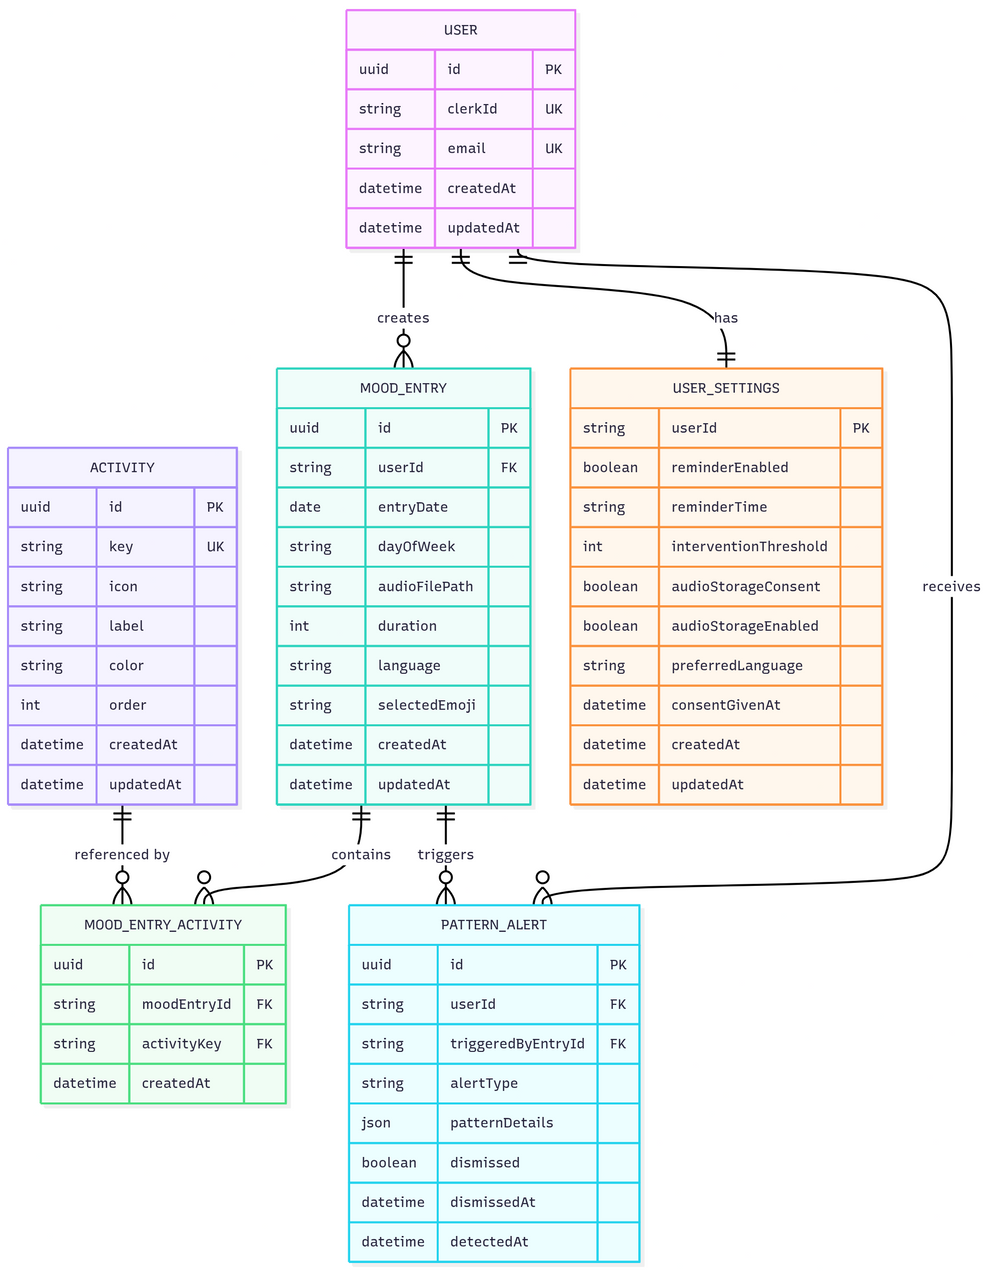 USER
uuid id PK
string clerkId UK
string email UK
datetime createdAt
datetime updatedAt
creates
has
MOOD_ENTRY
uuid id PK
string userId FK
date entryDate
string dayOfWeek
string audioFilePath
int duration
string language
string selectedEmoji
datetime createdAt
datetime updatedAt
USER_SETTINGS
string userId PK
boolean reminderEnabled
string reminderTime
int interventionThreshold
boolean audioStorageConsent
boolean audioStorageEnabled
string preferredLanguage
datetime consentGivenAt
datetime createdAt
datetime updatedAt
ACTIVITY
uuid id PK
string key UK
string icon
string label
string color
int order
datetime createdAt
datetime updatedAt
receives
referenced by
contains
triggers
MOOD_ENTRY_ACTIVITY
uuid id PK
string moodEntryId FK
string activityKey FK
datetime createdAt
PATTERN_ALERT
uuid id PK
string userId FK
string triggeredByEntryId FK
string alertType
json patternDetails
boolean dismissed
datetime dismissedAt
datetime detectedAt